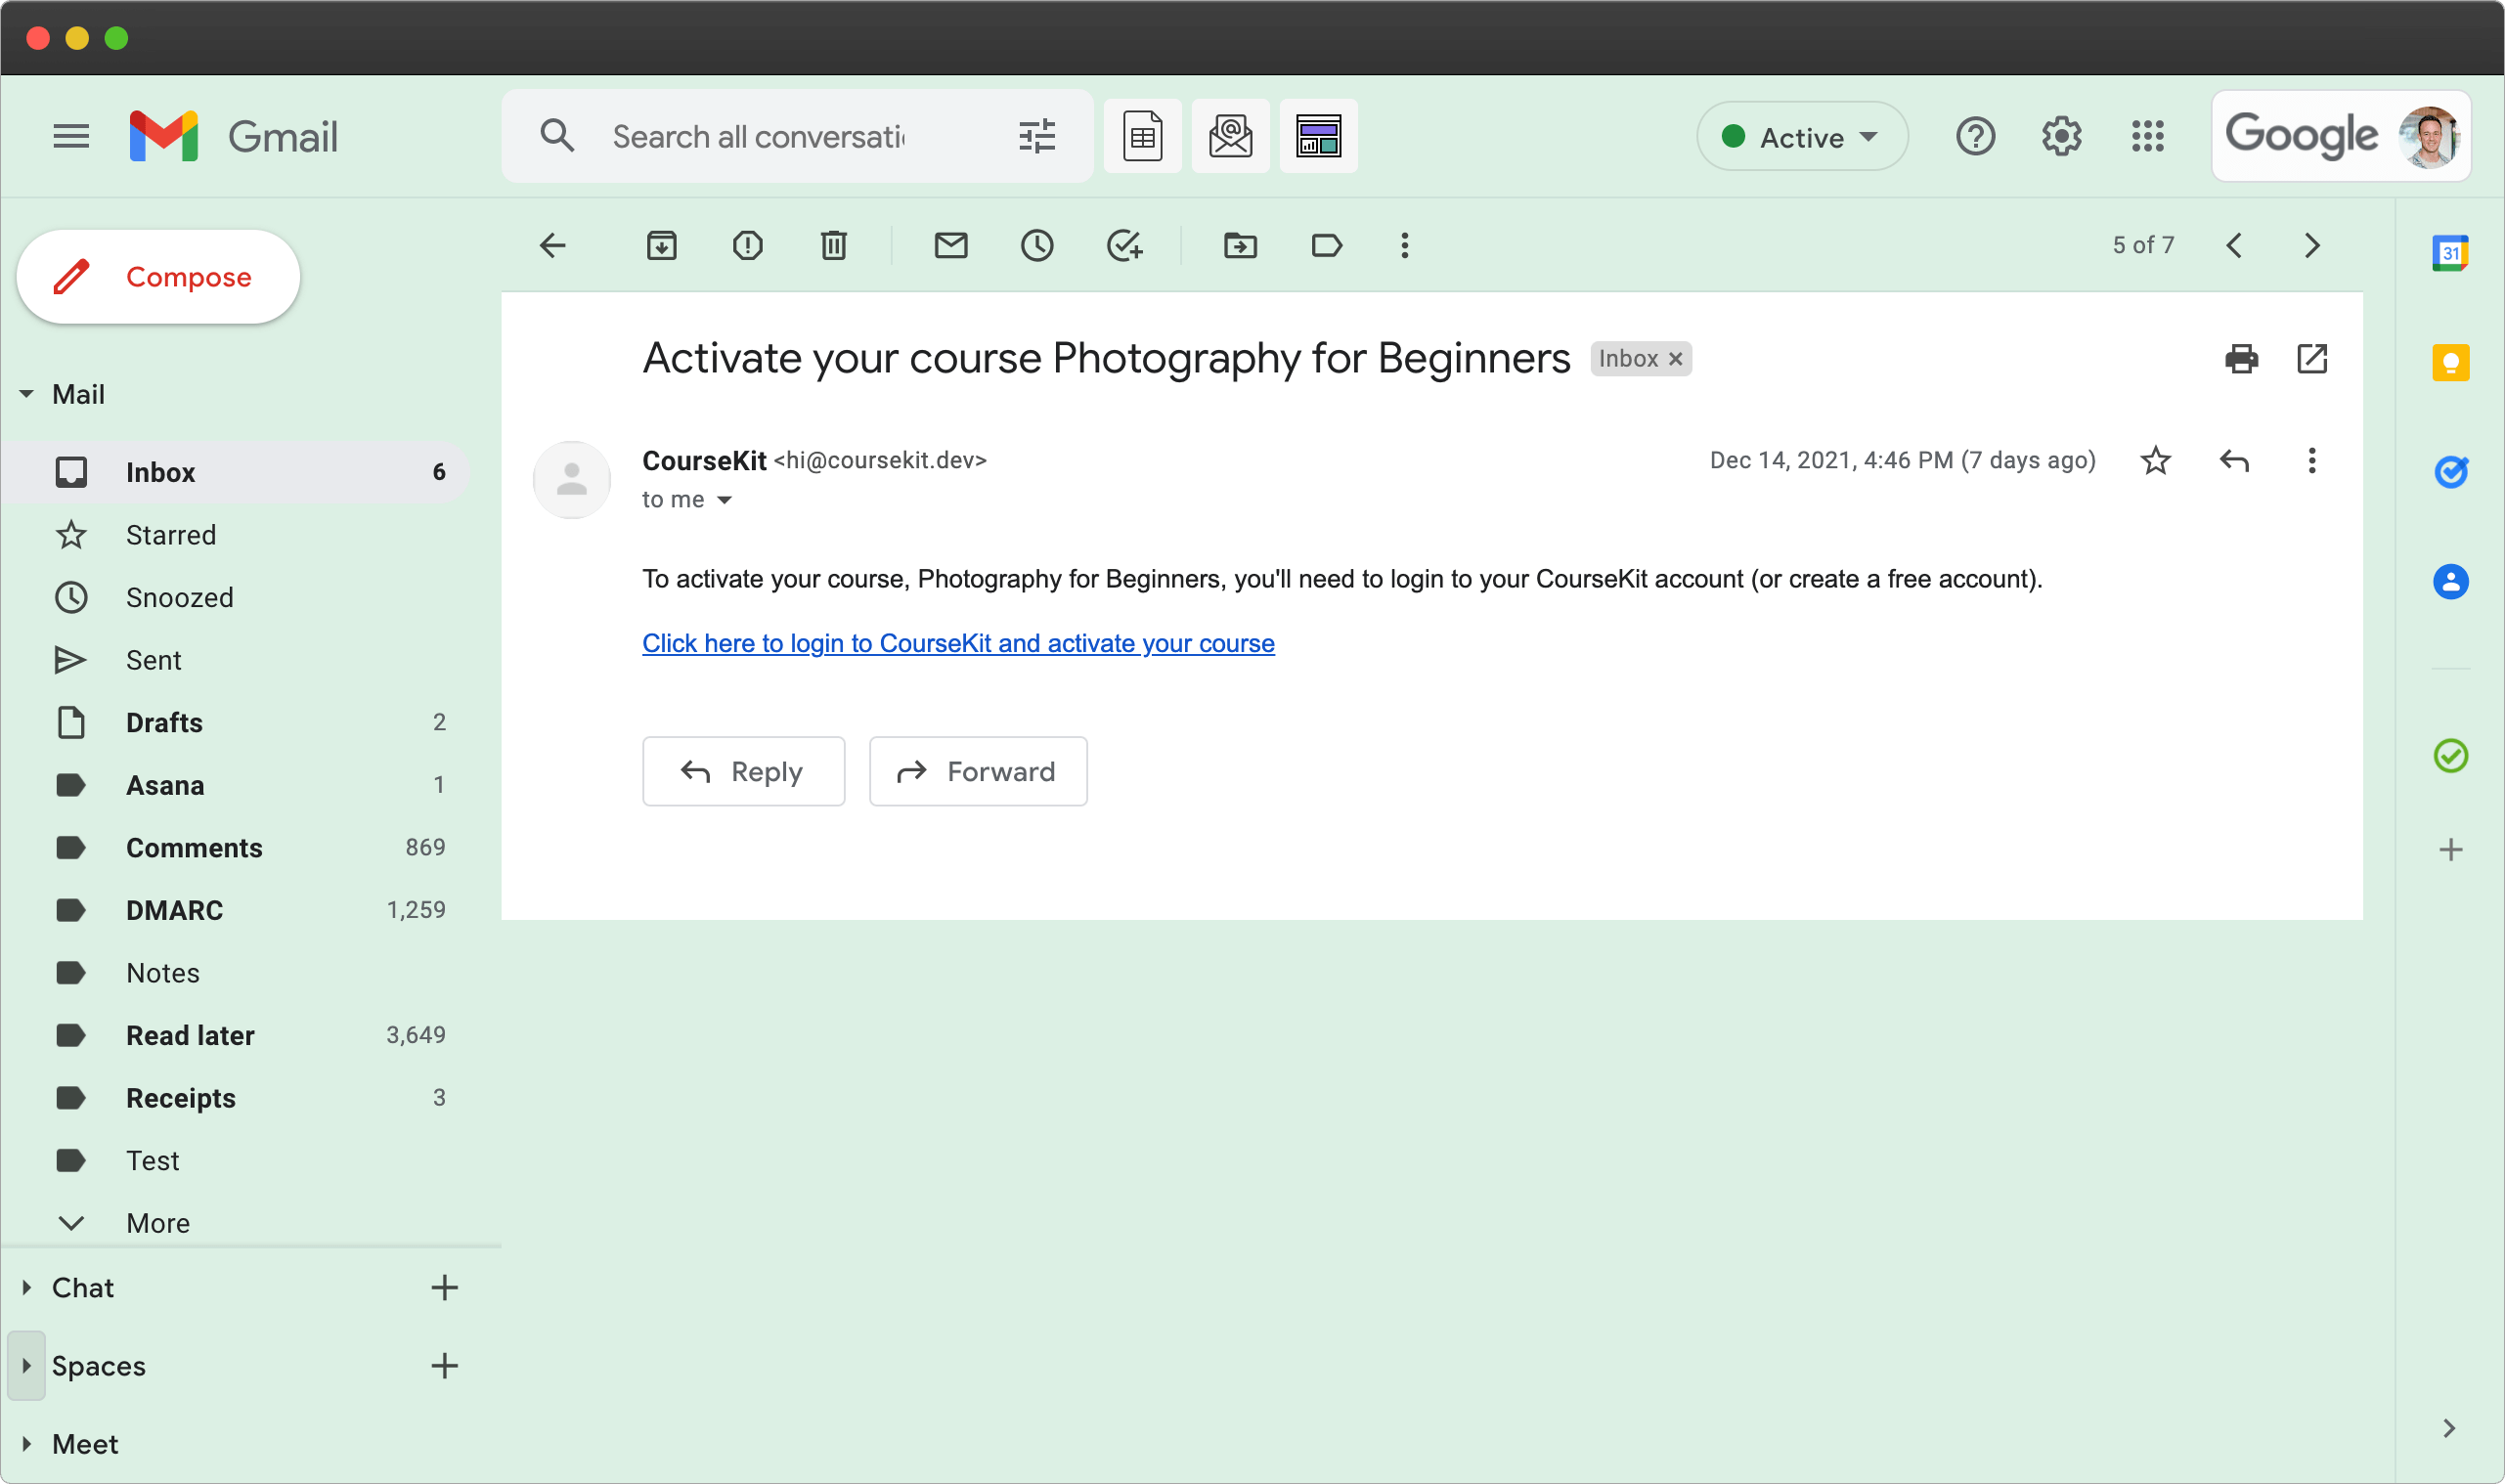 Gmail
Search all conversati
Active
Google
Compose
5 of 7
31
Mail
Inbox 6
Starred
Snoozed
Sent
Drafts 2
Asana 1
Comments 869
DMARC 1,259
Notes
Read later 3,649
Receipts 3
Test
More
Chat
Spaces
Meet
Activate your course Photography for Beginners Inbox ×
CourseKit <hi@coursekit.dev> Dec 14, 2021, 4:46 PM (7 days ago)
to me
To activate your course, Photography for Beginners, you'll need to login to your CourseKit account (or create a free account).
Click here to login to CourseKit and activate your course
Reply Forward